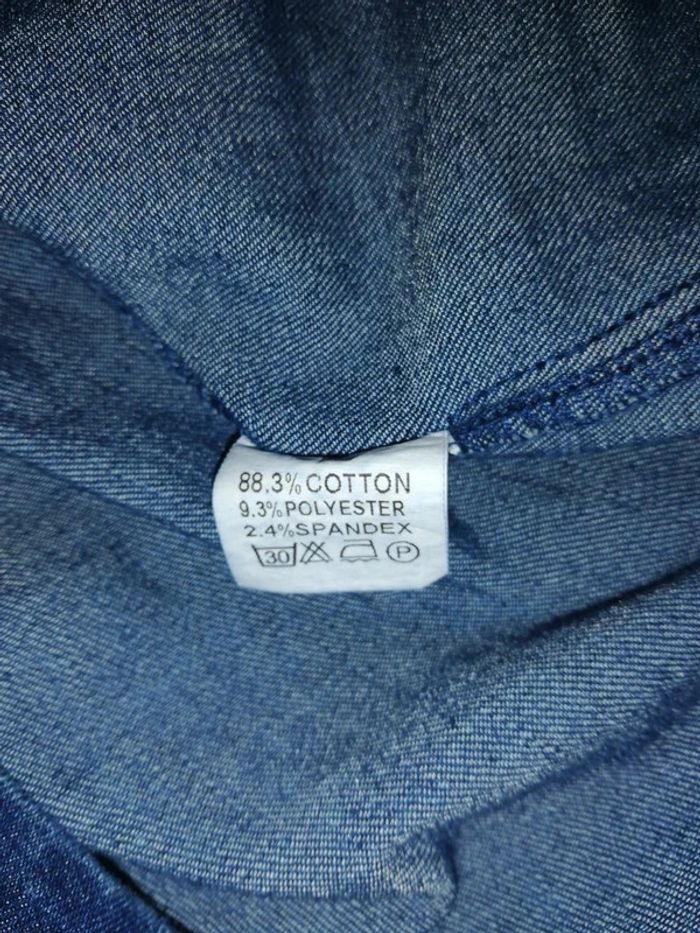 88.3%COTTON
9.3%POLYESTER
2.4%SPANDEX
30 P